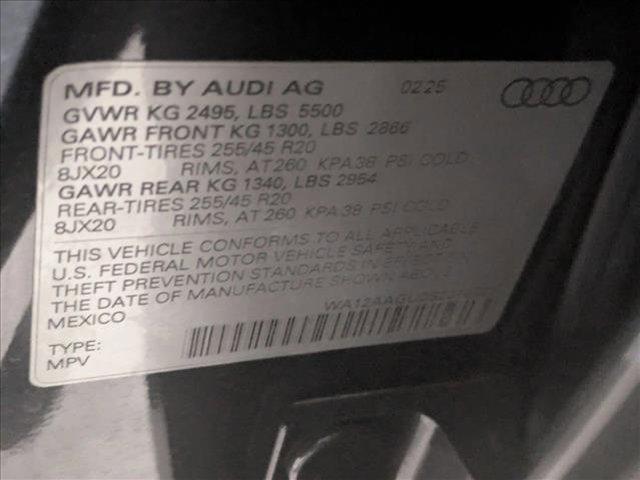 MFD. BY AUDI AG 02 25
GVWR KG 2495, LBS 5500
GAWR FRONT KG 1300, LBS 2866
FRONT-TIRES 255/45 R20
8JX20 RIMS, AT 260 KPA 38 PSI COLD
GAWR REAR KG 1340, LBS 2954
REAR-TIRES 255/45 R20
8JX20 RIMS, AT 260 KPA 38 PSI COLD
THIS VEHICLE CONFORMS TO ALL APPLICABLE
U.S. FEDERAL MOTOR VEHICLE SAFETY AND
THEFT PREVENTION STANDARDS IN EFFECT ON
THE DATE OF MANUFACTURE SHOWN
MEXICO
TYPE:
MPV